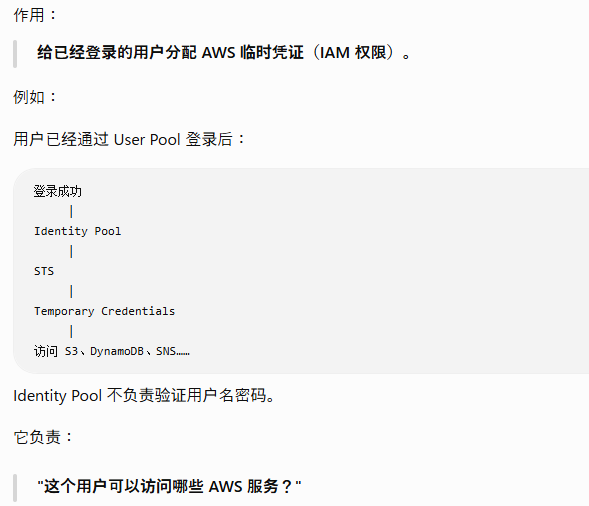 作用：
给已经登录的用户分配 AWS 临时凭证（IAM 权限）。
例如：
用户已经通过 User Pool 登录后：
登录成功
|
Identity Pool
|
STS
|
Temporary Credentials
|
访问 S3、DynamoDB、SNS……
Identity Pool 不负责验证用户名密码。
它负责：
"这个用户可以访问哪些 AWS 服务？"